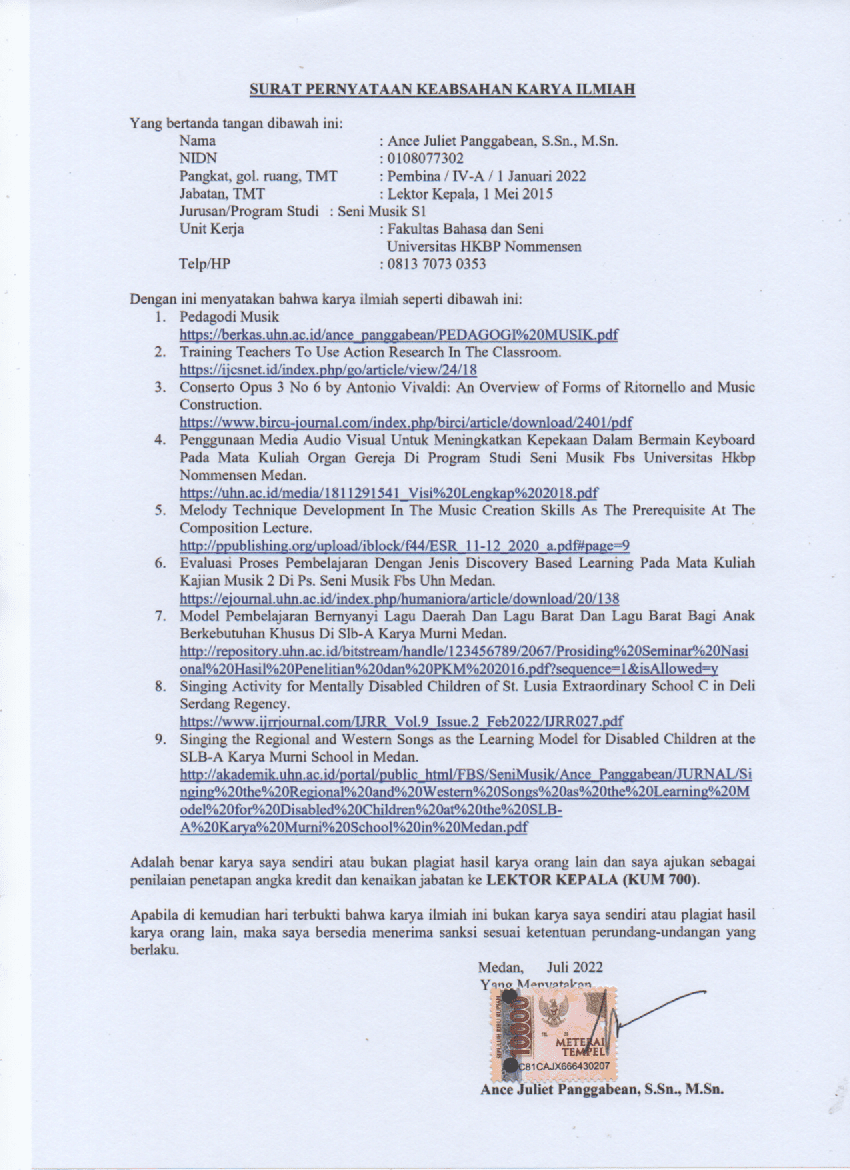 SURAT PERNYATAAN KEABSAHAN KARYA ILMIAH
Yang bertanda tangan dibawah ini:
Nama : Ance Juliet Panggabean, S.Sn., M.Sn.
NIDN : 0108077302
Pangkat, gol. ruang, TMT : Pembina / IV-A / 1 Januari 2022
Jabatan, TMT : Lektor Kepala, 1 Mei 2015
Jurusan/Program Studi : Seni Musik S1
Unit Kerja : Fakultas Bahasa dan Seni
Universitas HKBP Nommensen
Telp/HP : 0813 7073 0353
Dengan ini menyatakan bahwa karya ilmiah seperti dibawah ini:
1. Pedagodi Musik
https://berkas.uhn.ac.id/ance_panggabean/PEDAGOGI%20MUSIK.pdf
2. Training Teachers To Use Action Research In The Classroom.
https://ijcsnet.id/index.php/go/article/view/24/18
3. Conserto Opus 3 No 6 by Antonio Vivaldi: An Overview of Forms of Ritornello and Music
Construction.
https://www.bircu-journal.com/index.php/birci/article/download/2401/pdf
4. Penggunaan Media Audio Visual Untuk Meningkatkan Kepekaan Dalam Bermain Keyboard
Pada Mata Kuliah Organ Gereja Di Program Studi Seni Musik Fbs Universitas Hkbp
Nommensen Medan.
https://uhn.ac.id/media/1811291541_Visi%20Lengkap%202018.pdf
5. Melody Technique Development In The Music Creation Skills As The Prerequisite At The
Composition Lecture.
http://ppublishing.org/upload/iblock/f44/ESR_11-12_2020_a.pdf#page=9
6. Evaluasi Proses Pembelajaran Dengan Jenis Discovery Based Learning Pada Mata Kuliah
Kajian Musik 2 Di Ps. Seni Musik Fbs Uhn Medan.
https://ejournal.uhn.ac.id/index.php/humaniora/article/download/20/138
7. Model Pembelajaran Bernyanyi Lagu Daerah Dan Lagu Barat Dan Lagu Barat Bagi Anak
Berkebutuhan Khusus Di Slb-A Karya Murni Medan.
http://repository.uhn.ac.id/bitstream/handle/123456789/2067/Prosiding%20Seminar%20Nasi
onal%20Hasil%20Penelitian%20dan%20PKM%202016.pdf?sequence=1&isAllowed=y
8. Singing Activity for Mentally Disabled Children of St. Lusia Extraordinary School C in Deli
Serdang Regency.
https://www.ijrrjournal.com/IJRR_Vol.9_Issue.2_Feb2022/IJRR027.pdf
9. Singing the Regional and Western Songs as the Learning Model for Disabled Children at the
SLB-A Karya Murni School in Medan.
http://akademik.uhn.ac.id/portal/public_html/FBS/SeniMusik/Ance_Panggabean/JURNAL/Si
nging%20the%20Regional%20and%20Western%20Songs%20as%20the%20Learning%20M
odel%20for%20Disabled%20Children%20at%20the%20SLB-
A%20Karya%20Murni%20School%20in%20Medan.pdf
Adalah benar karya saya sendiri atau bukan plagiat hasil karya orang lain dan saya ajukan sebagai
penilaian penetapan angka kredit dan kenaikan jabatan ke LEKTOR KEPALA (KUM 700).
Apabila di kemudian hari terbukti bahwa karya ilmiah ini bukan karya saya sendiri atau plagiat hasil
karya orang lain, maka saya bersedia menerima sanksi sesuai ketentuan perundang-undangan yang
berlaku.
Medan, Juli 2022
Yang Menyatakan
10000
METERAI
TEMPEL
C81CAJX666430207
Ance Juliet Panggabean, S.Sn., M.Sn.